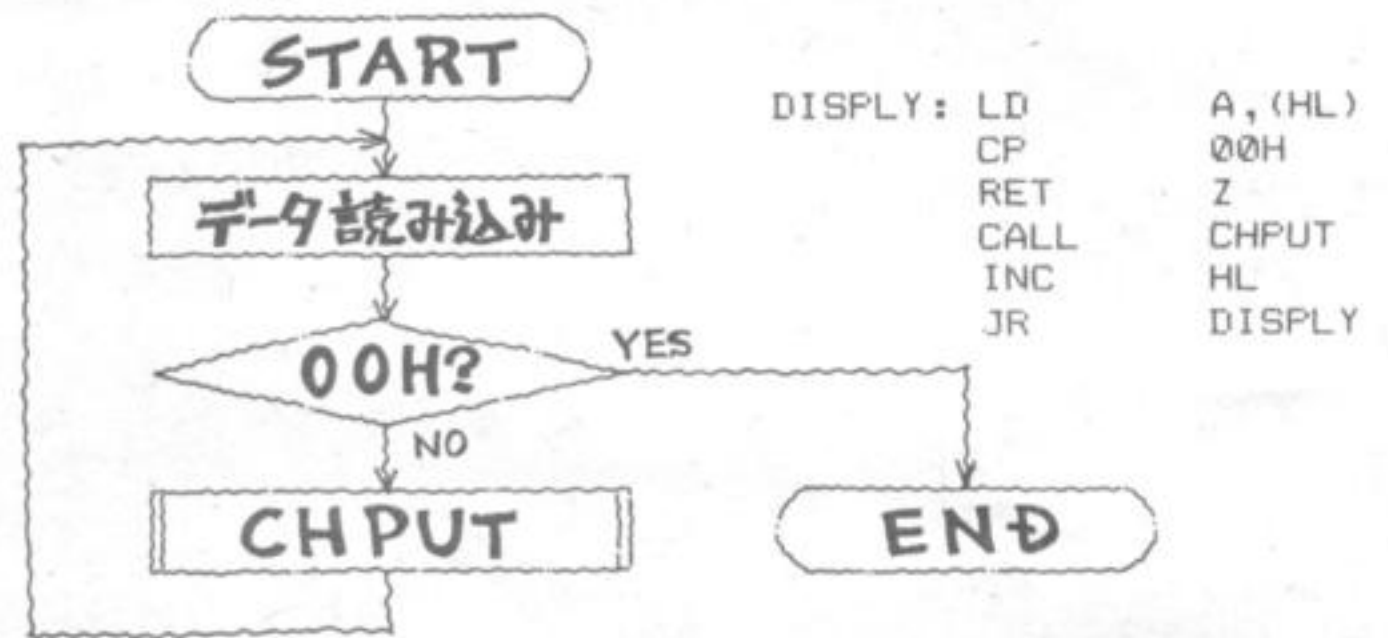 START
データ読み込み
00H?
YES
NO
CHPUT
END
DISPLY: LD A,(HL)
CP 00H
RET Z
CALL CHPUT
INC HL
JR DISPLY